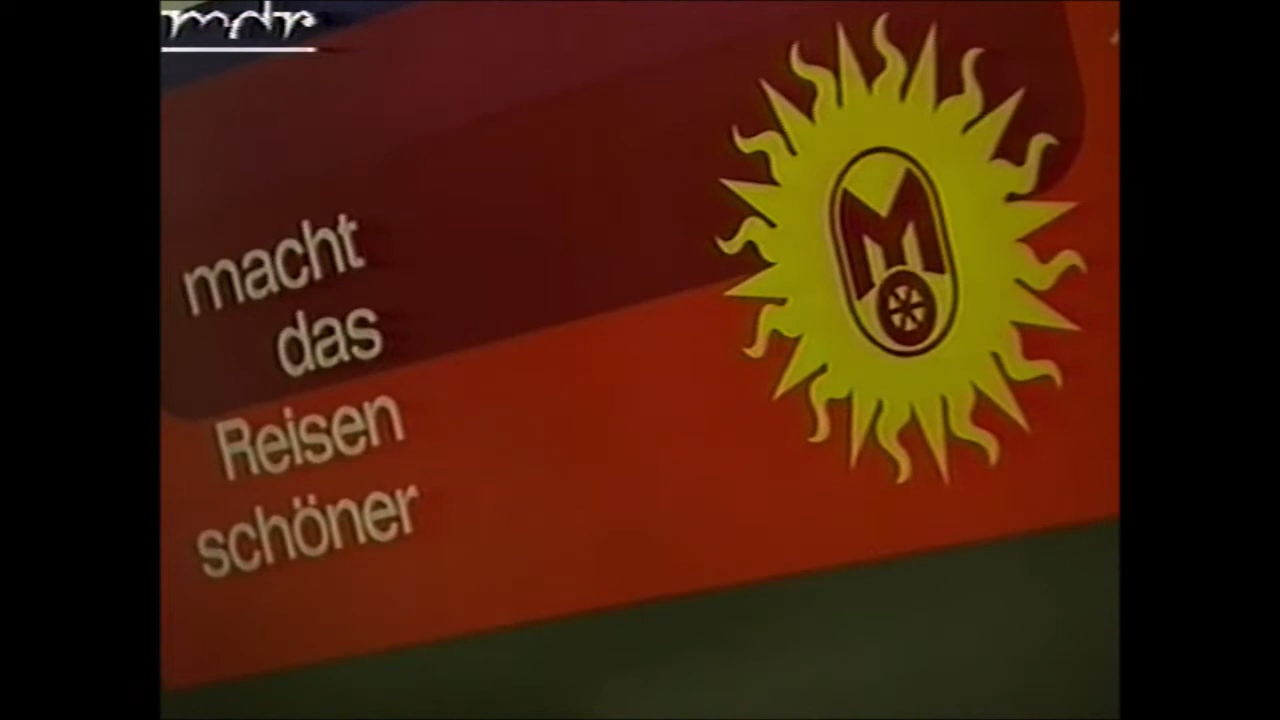 mdr
macht
das
Reisen
schöner
M